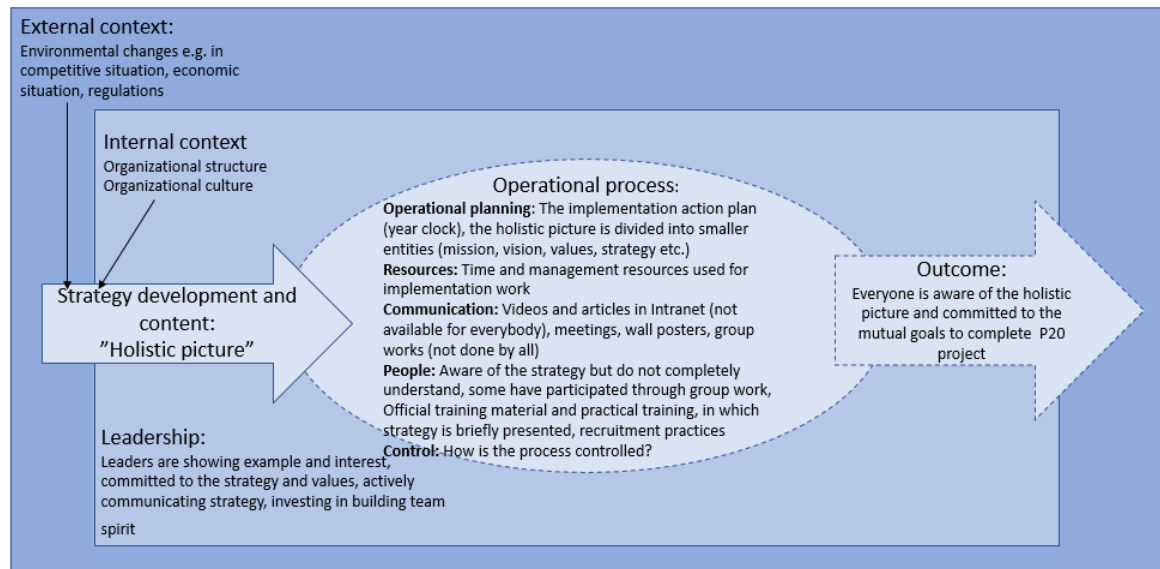 External context:
Environmental changes e.g. in
competitive situation, economic
situation, regulations
Internal context
Organizational structure
Organizational culture
Strategy development and
content:
”Holistic picture”
Leadership:
Leaders are showing example and interest,
committed to the strategy and values, actively
communicating strategy, investing in building team
spirit
Operational process:
Operational planning: The implementation action plan
(year clock), the holistic picture is divided into smaller
entities (mission, vision, values, strategy etc.)
Resources: Time and management resources used for
implementation work
Communication: Videos and articles in Intranet (not
available for everybody), meetings, wall posters, group
works (not done by all)
People: Aware of the strategy but do not completely
understand, some have participated through group work,
Official training material and practical training, in which
strategy is briefly presented, recruitment practices
Control: How is the process controlled?
Outcome:
Everyone is aware of the holistic
picture and committed to the
mutual goals to complete P20
project